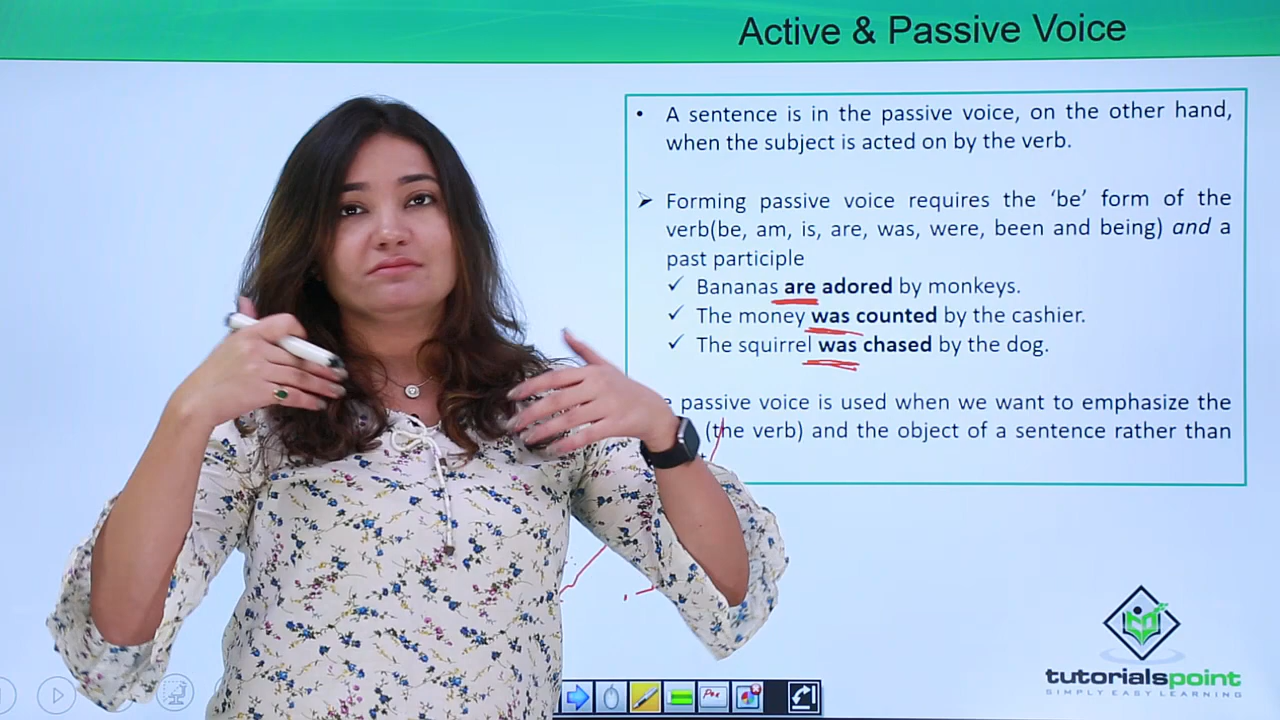 Active & Passive Voice
• A sentence is in the passive voice, on the other hand,
when the subject is acted on by the verb.
➤ Forming passive voice requires the ‘be’ form of the
verb(be, am, is, are, was, were, been and being) and a
past participle
✓ Bananas are adored by monkeys.
✓ The money was counted by the cashier.
✓ The squirrel was chased by the dog.
passive voice is used when we want to emphasize the
(the verb) and the object of a sentence rather than
tutorialspoint
SIMPLY EASY LEARNING